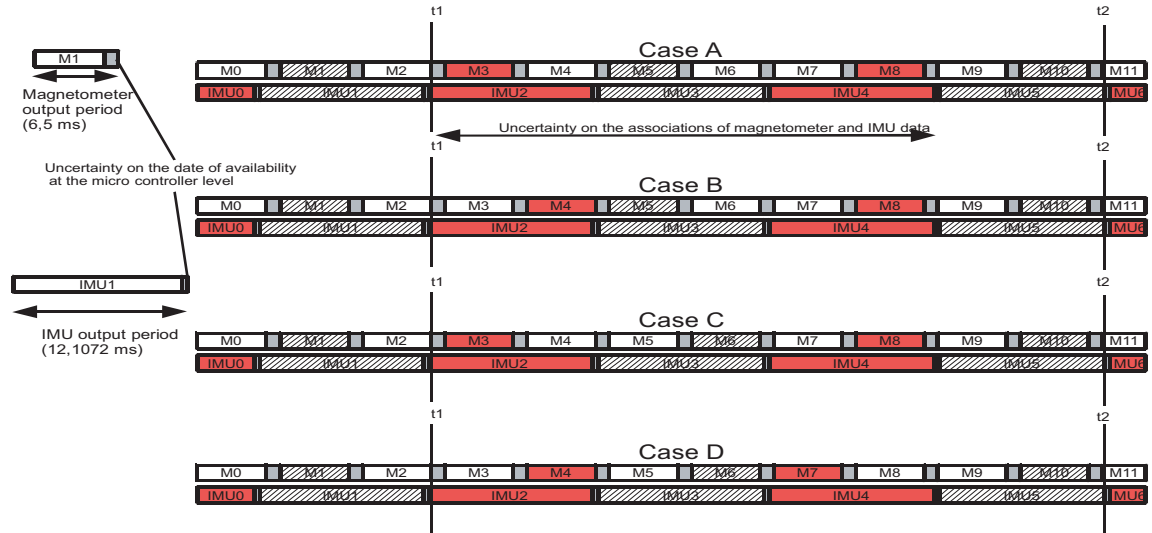 t1
t2
M1
Magnetometer
output period
(6,5 ms)
Uncertainty on the date of availability
at the micro controller level
IMU1
IMU output period
(12,1072 ms)
Case A
M0 M1 M2 M3 M4 M5 M6 M7 M8 M9 M10 M11
IMU0 IMU1 IMU2 IMU3 IMU4 IMU5 MU6
Uncertainty on the associations of magnetometer and IMU data
t1
t2
Case B
M0 M1 M2 M3 M4 M5 M6 M7 M8 M9 M10 M11
IMU0 IMU1 IMU2 IMU3 IMU4 IMU5 MU6
t1
t2
Case C
M0 M1 M2 M3 M4 M5 M6 M7 M8 M9 M10 M11
IMU0 IMU1 IMU2 IMU3 IMU4 IMU5 MU6
t1
t2
Case D
M0 M1 M2 M3 M4 M5 M6 M7 M8 M9 M10 M11
IMU0 IMU1 IMU2 IMU3 IMU4 IMU5 MU6